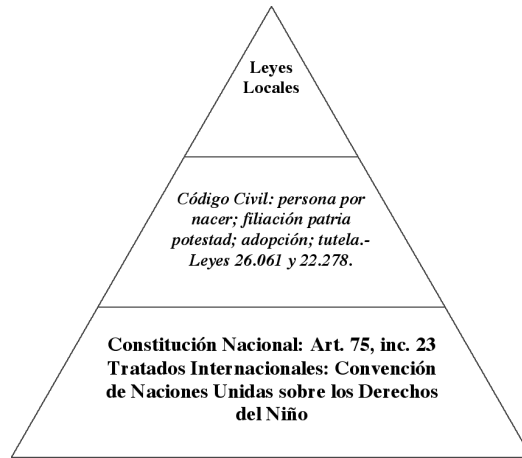 Leyes
Locales
Código Civil: persona por
nacer; filiación patria
potestad; adopción; tutela.-
Leyes 26.061 y 22.278.
Constitución Nacional: Art. 75, inc. 23
Tratados Internacionales: Convención
de Naciones Unidas sobre los Derechos
del Niño